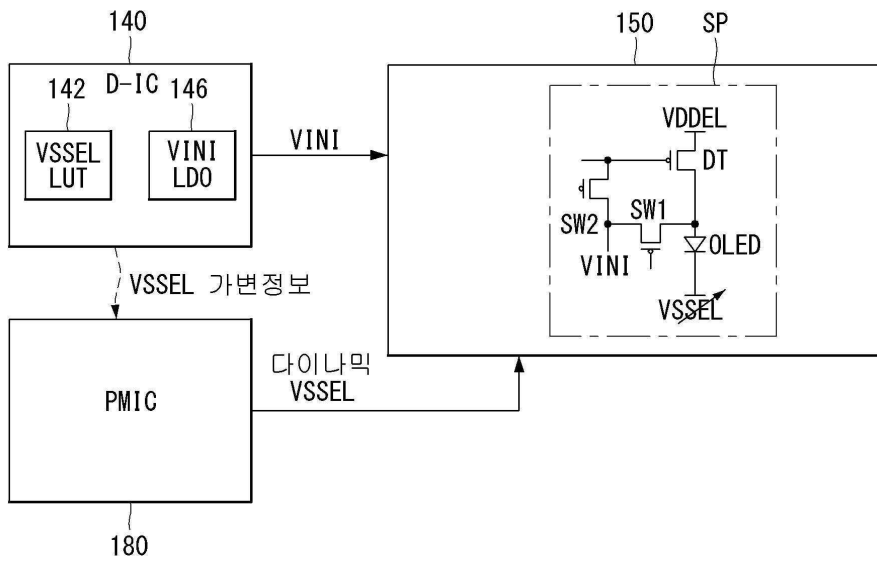 140
D-IC
142
146
VSSEL
LUT
VINI
LDO
VINI
150
SP
VDDEL
DT
SW1
SW2
OLED
VINI
VSSEL
VSSEL 가변정보
다이나믹
VSSEL
PMIC
180